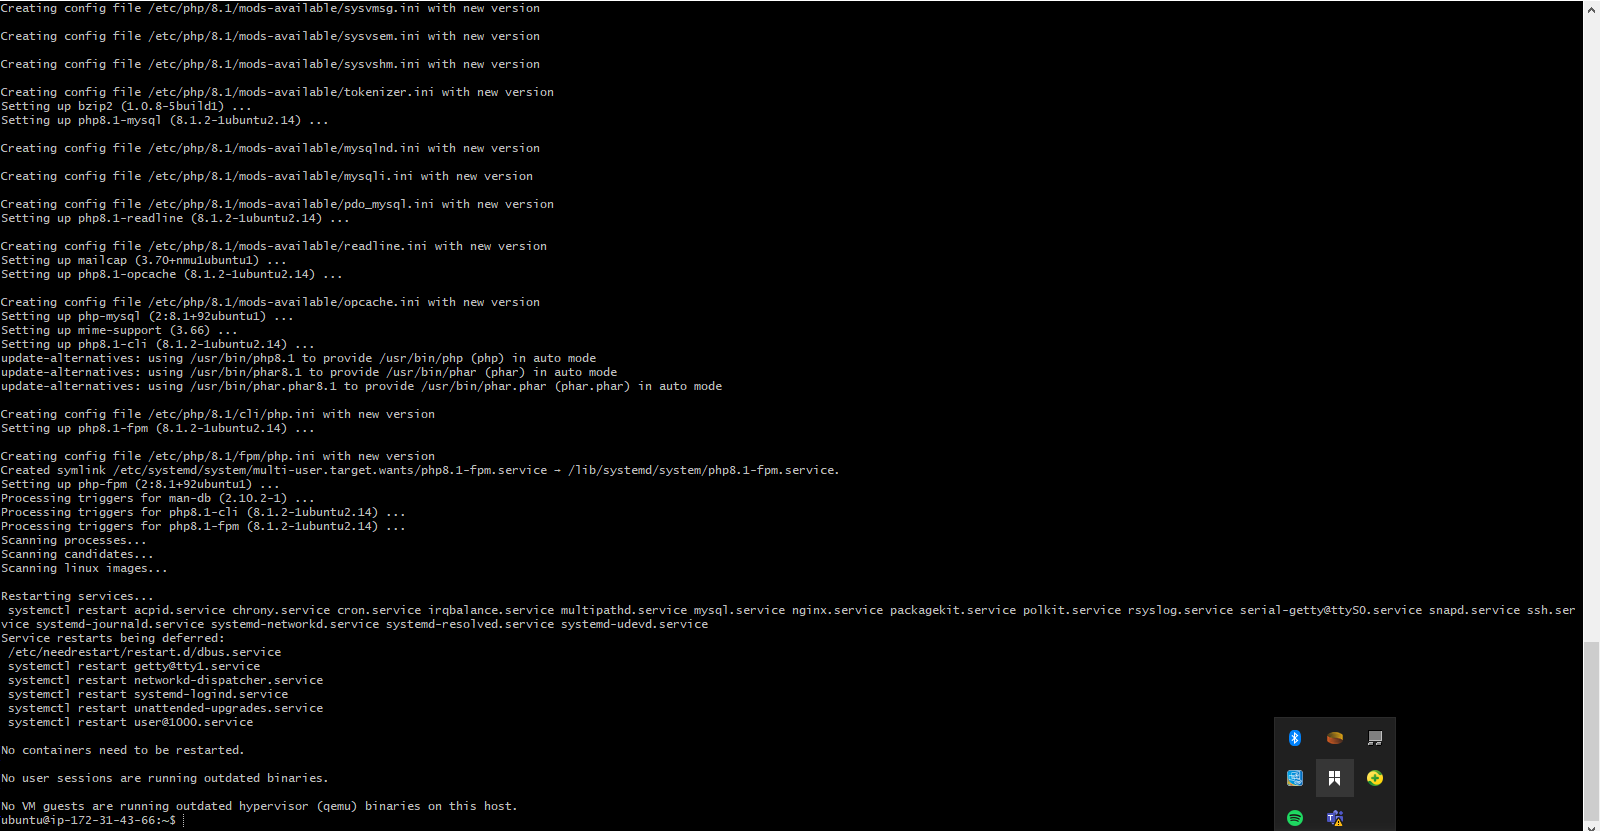 Creating config file /etc/php/8.1/mods-available/sysvmsg.ini with new version
Creating config file /etc/php/8.1/mods-available/sysvsem.ini with new version
Creating config file /etc/php/8.1/mods-available/sysvshm.ini with new version
Creating config file /etc/php/8.1/mods-available/tokenizer.ini with new version
Setting up bzip2 (1.0.8-5build1) ...
Setting up php8.1-mysql (8.1.2-1ubuntu2.14) ...
Creating config file /etc/php/8.1/mods-available/mysqlnd.ini with new version
Creating config file /etc/php/8.1/mods-available/mysqli.ini with new version
Creating config file /etc/php/8.1/mods-available/pdo_mysql.ini with new version
Setting up php8.1-readline (8.1.2-1ubuntu2.14) ...
Creating config file /etc/php/8.1/mods-available/readline.ini with new version
Setting up mailcap (3.70+nmu1ubuntu1) ...
Setting up php8.1-opcache (8.1.2-1ubuntu2.14) ...
Creating config file /etc/php/8.1/mods-available/opcache.ini with new version
Setting up php-mysql (2:8.1+92ubuntu1) ...
Setting up mime-support (3.66) ...
Setting up php8.1-cli (8.1.2-1ubuntu2.14) ...
update-alternatives: using /usr/bin/php8.1 to provide /usr/bin/php (php) in auto mode
update-alternatives: using /usr/bin/phar8.1 to provide /usr/bin/phar (phar) in auto mode
update-alternatives: using /usr/bin/phar.phar8.1 to provide /usr/bin/phar.phar (phar.phar) in auto mode
Creating config file /etc/php/8.1/cli/php.ini with new version
Setting up php8.1-fpm (8.1.2-1ubuntu2.14) ...
Creating config file /etc/php/8.1/fpm/php.ini with new version
Created symlink /etc/systemd/system/multi-user.target.wants/php8.1-fpm.service → /lib/systemd/system/php8.1-fpm.service.
Setting up php-fpm (2:8.1+92ubuntu1) ...
Processing triggers for man-db (2.10.2-1) ...
Processing triggers for php8.1-cli (8.1.2-1ubuntu2.14) ...
Processing triggers for php8.1-fpm (8.1.2-1ubuntu2.14) ...
Scanning processes...
Scanning candidates...
Scanning linux images...
Restarting services...
systemctl restart acpid.service chrony.service cron.service irqbalance.service multipathd.service mysql.service nginx.service packagekit.service polkit.service rsyslog.service serial-getty@ttyS0.service snapd.service ssh.ser
vice systemd-journald.service systemd-networkd.service systemd-resolved.service systemd-udevd.service
Service restarts being deferred:
/etc/needrestart/restart.d/dbus.service
systemctl restart getty@tty1.service
systemctl restart networkd-dispatcher.service
systemctl restart systemd-logind.service
systemctl restart unattended-upgrades.service
systemctl restart user@1000.service
No containers need to be restarted.
No user sessions are running outdated binaries.
No VM guests are running outdated hypervisor (qemu) binaries on this host.
ubuntu@ip-172-31-43-66:~$